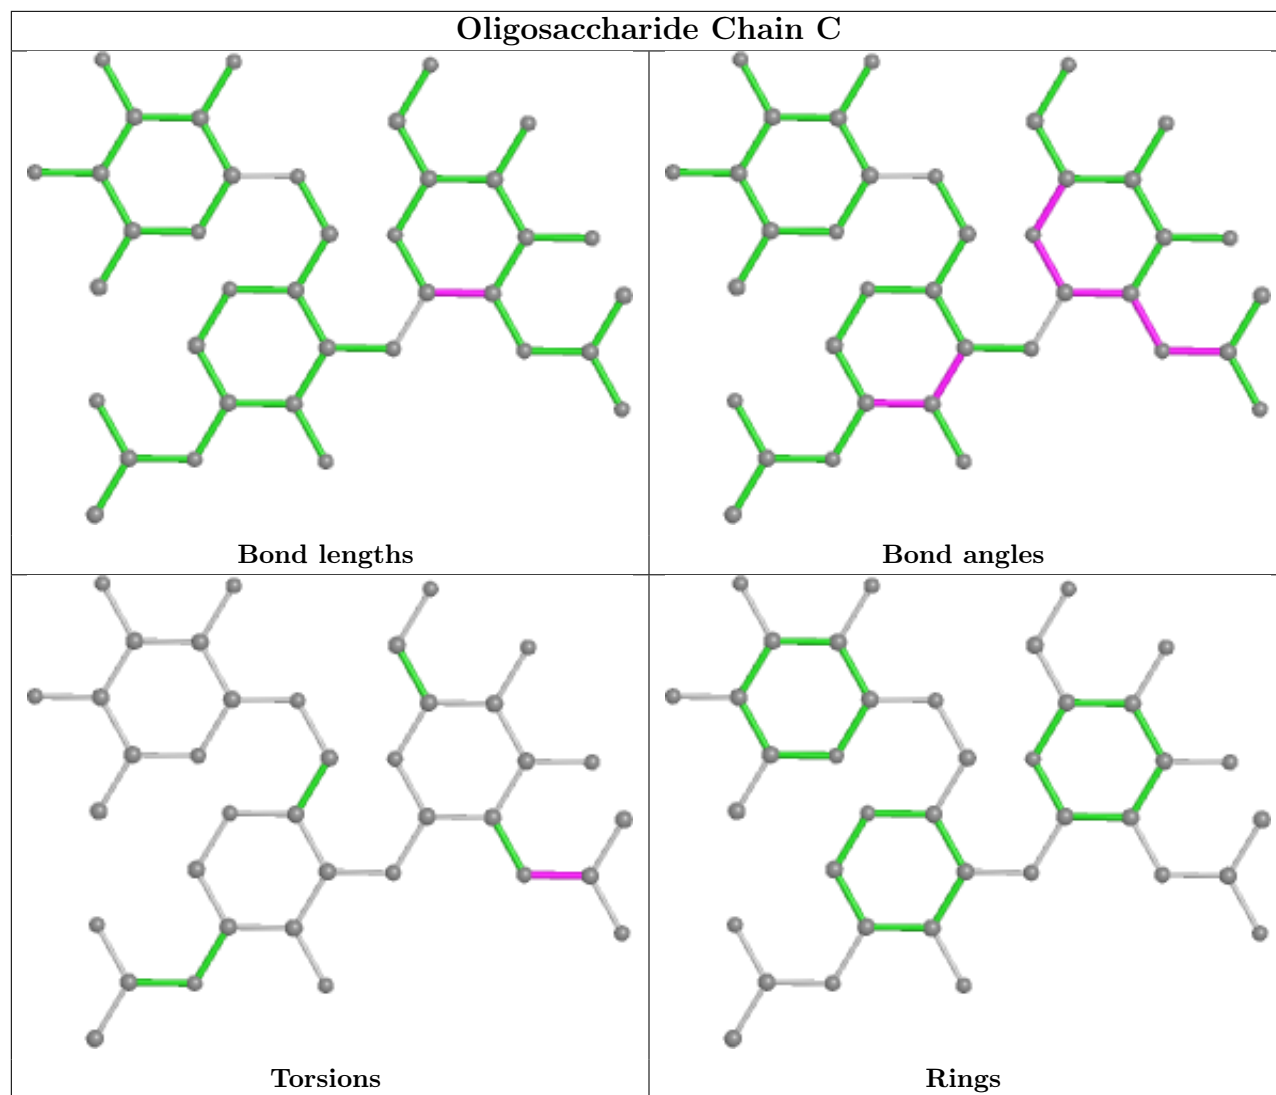 Oligosaccharide Chain C
Bond lengths
Bond angles
Torsions
Rings